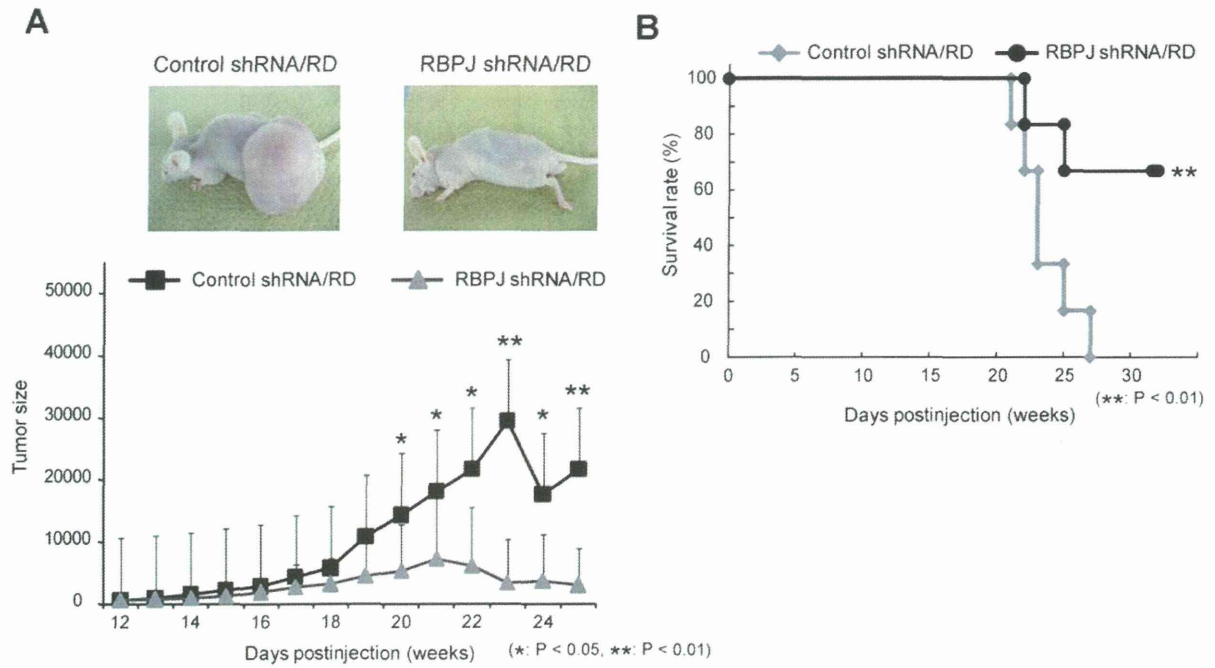 A
Control shRNA/RD
RBPJ shRNA/RD
Control shRNA/RD
RBPJ shRNA/RD
Tumor size
50000
40000
30000
20000
10000
0
**
*
*
*
*
**
12 14 16 18 20 22 24
Days postinjection (weeks)
(*: P < 0.05, **: P < 0.01)
B
Control shRNA/RD
RBPJ shRNA/RD
Survival rate (%)
100
80
60
40
20
0
**
0 5 10 15 20 25 30
Days postinjection (weeks)
(**: P < 0.01)